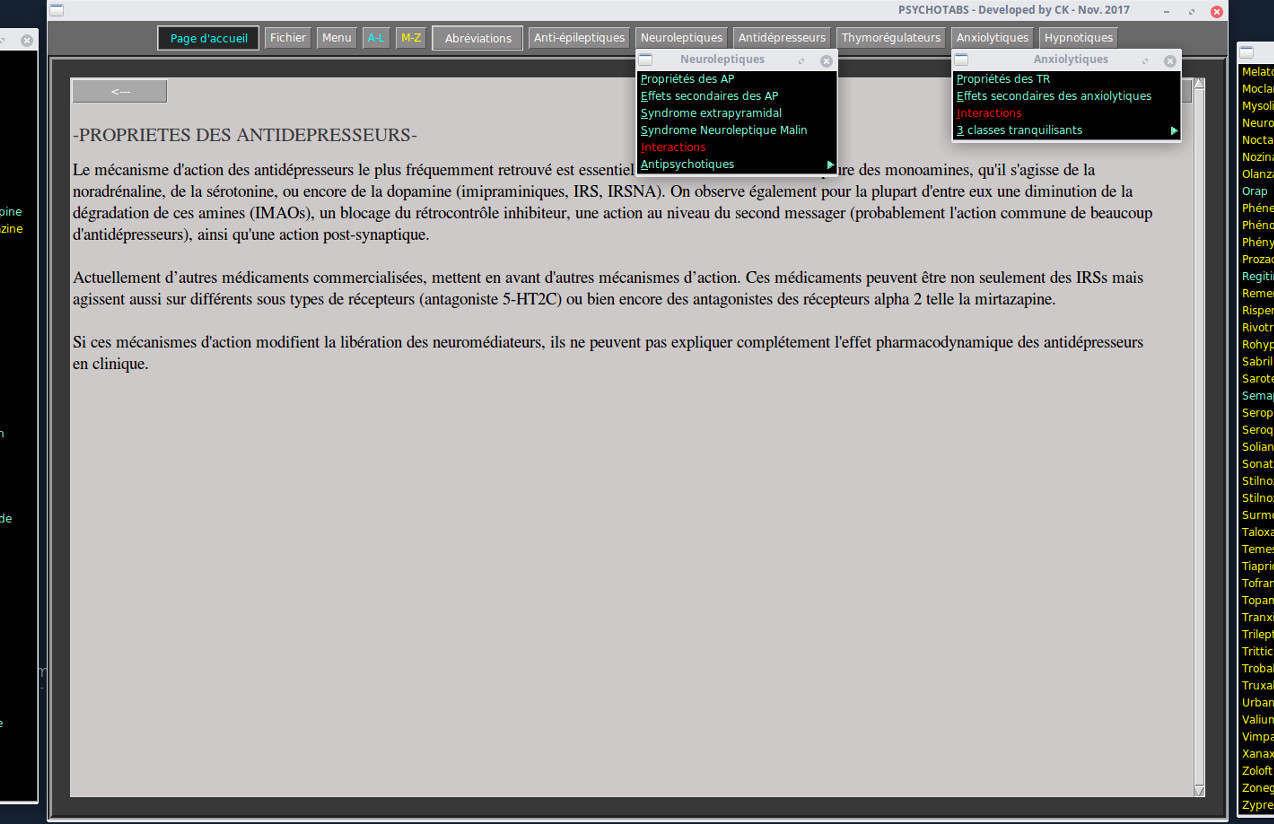 PSYCHOTABS - Developed by CK - Nov. 2017
Page d'accueil Fichier Menu A-L M-Z Abréviations Anti-épileptiques Neuroleptiques Antidépresseurs Thymorégulateurs Anxiolytiques Hypnotiques
Neuroleptiques
Propriétés des AP
Effets secondaires des AP
Syndrome extrapyramidal
Syndrome Neuroleptique Malin
Interactions
Antipsychotiques
Anxiolytiques
Propriétés des TR
Effets secondaires des anxiolytiques
Interactions
3 classes tranquilisants
<---
-PROPRIETES DES ANTIDEPRESSEURS-
Le mécanisme d'action des antidépresseurs le plus fréquemment retrouvé est essentiel ure des monoamines, qu'il s'agisse de la
noradrénaline, de la sérotonine, ou encore de la dopamine (imipraminiques, IRS, IRSNA). On observe également pour la plupart d'entre eux une diminution de la
dégradation de ces amines (IMAOs), un blocage du rétrocontrôle inhibiteur, une action au niveau du second messager (probablement l'action commune de beaucoup
d'antidépresseurs), ainsi qu'une action post-synaptique.
Actuellement d’autres médicaments commercialisées, mettent en avant d'autres mécanismes d’action. Ces médicaments peuvent être non seulement des IRSs mais
agissent aussi sur différents sous types de récepteurs (antagoniste 5-HT2C) ou bien encore des antagonistes des récepteurs alpha 2 telle la mirtazapine.
Si ces mécanismes d'action modifient la libération des neuromédiateurs, ils ne peuvent pas expliquer complétement l'effet pharmacodynamique des antidépresseurs
en clinique.
pine
zine
n
de
e
Melato
Moclar
Mysoli
Neuro
Nocta
Nozina
Olanza
Orap
Phéne
Phéno
Phény
Prozac
Regiti
Remer
Risper
Rivotr
Rohyp
Sabril
Sarote
Semap
Serop
Seroq
Solian
Sonat
Stilnox
Stilnox
Surmo
Taloxa
Temes
Tiapri
Tofran
Topam
Tranxi
Trilept
Trittic
Trobal
Truxal
Urban
Valium
Vimpa
Xanax
Zoloft
Zoneg
Zypre